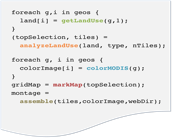 foreach g,i in geos {
land[i] = getLandUse(g,1);
}
(topSelection, tiles) =
analyzeLandUse(land, type, nTiles);
foreach g,i in geos {
colorImage[i] = colorMODIS(g);
}
gridMap = markMap(topSelection);
montage =
assemble(tiles,colorImage,webDir);